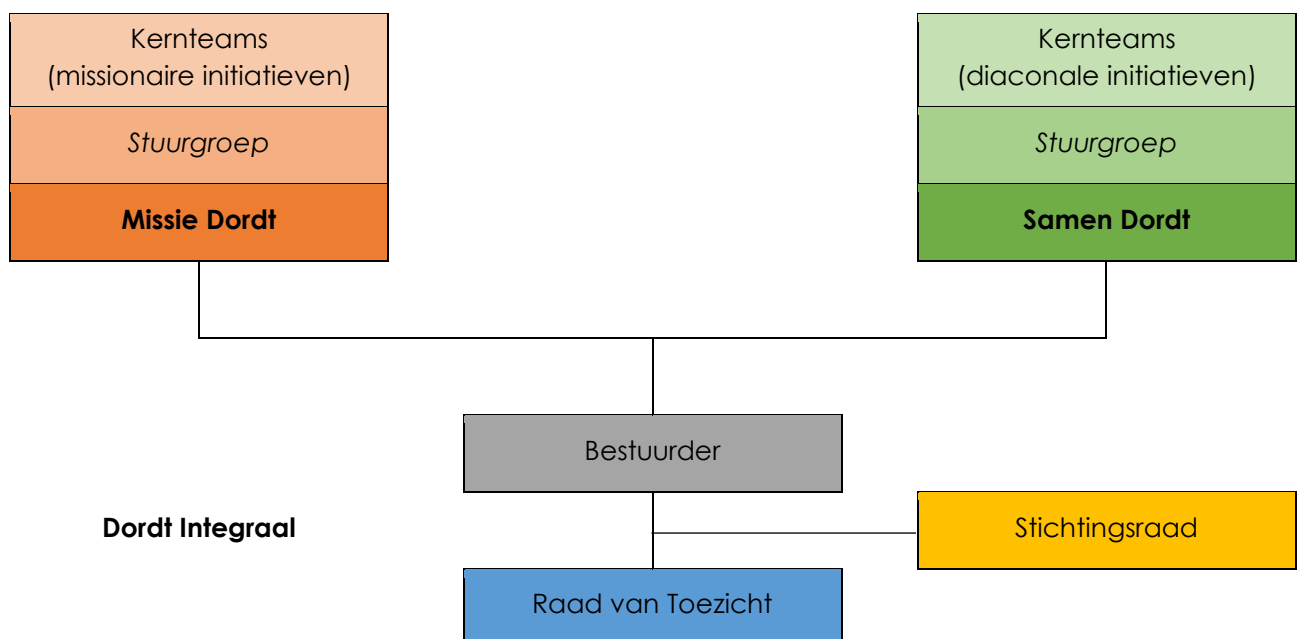 Kernteams
(missionaire initiatieven)
Stuurgroep
Missie Dordt
Kernteams
(diaconale initiatieven)
Stuurgroep
Samen Dordt
Bestuurder
Dordt Integraal
Stichtingsraad
Raad van Toezicht